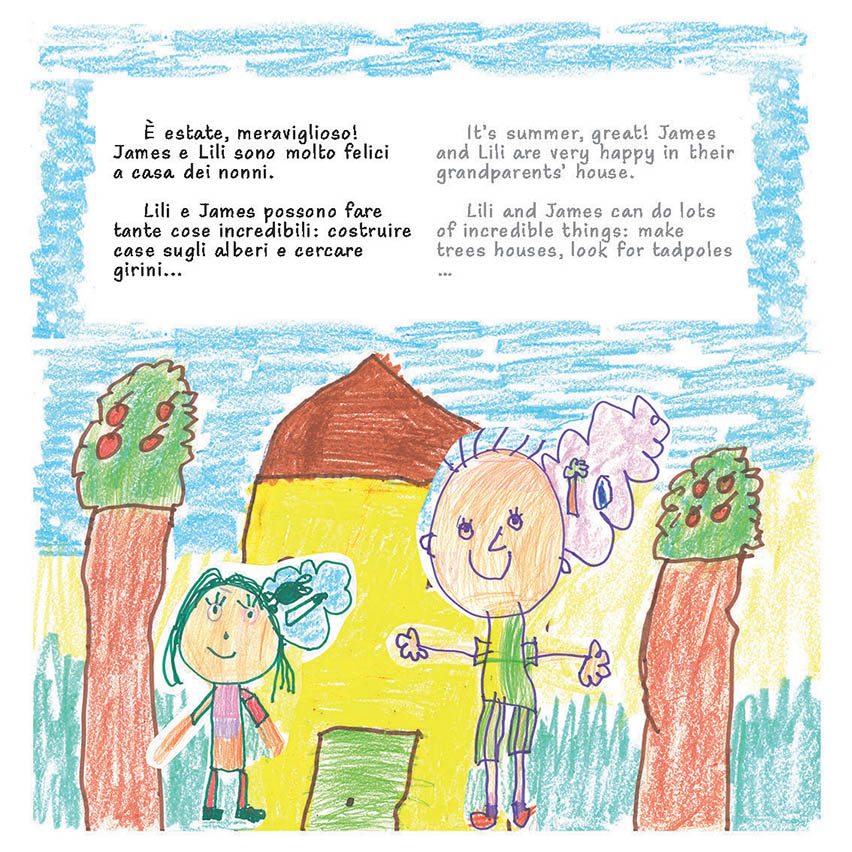 È estate, meraviglioso!
James e Lili sono molto felici
a casa dei nonni.
Lili e James possono fare
tante cose incredibili: costruire
case sugli alberi e cercare
girini...
It's summer, great! James
and Lili are very happy in their
grandparents' house.
Lili and James can do lots
of incredible things: make
trees houses, look for tadpoles
...